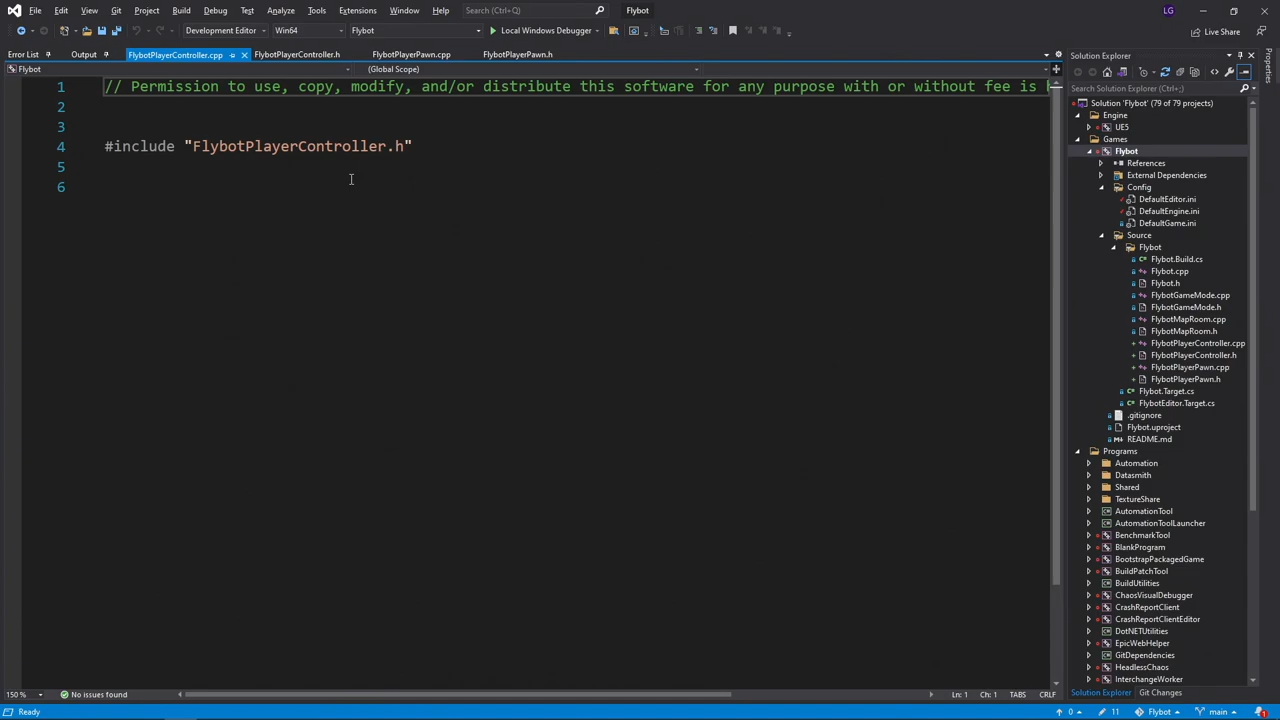 File Edit View Git Project Build Debug Test Analyze Tools Extensions Window Help Search (Ctrl+Q) Flybot LG
Development Editor Win64 Flybot Local Windows Debugger Live Share
Error List Output FlybotPlayerController.cpp FlybotPlayerController.h FlybotPlayerPawn.cpp FlybotPlayerPawn.h
Flybot (Global Scope)
1 // Permission to use, copy, modify, and/or distribute this software for any purpose with or without fee is h
2
3
4 #include "FlybotPlayerController.h"
5
6
150 % No issues found Ln: 1 Ch: 1 TABS CRLF
Solution Explorer
Search Solution Explorer (Ctrl+;)
Solution 'Flybot' (79 of 79 projects)
Engine
UE5
Games
Flybot
References
External Dependencies
Config
DefaultEditor.ini
DefaultEngine.ini
DefaultGame.ini
Source
Flybot
Flybot.Build.cs
Flybot.cpp
Flybot.h
FlybotGameMode.cpp
FlybotGameMode.h
FlybotMapRoom.cpp
FlybotMapRoom.h
FlybotPlayerController.cpp
FlybotPlayerController.h
FlybotPlayerPawn.cpp
FlybotPlayerPawn.h
Flybot.Target.cs
FlybotEditor.Target.cs
.gitignore
Flybot.uproject
README.md
Programs
Automation
Datasmith
Shared
TextureShare
AutomationTool
AutomationToolLauncher
BenchmarkTool
BlankProgram
BootstrapPackagedGame
BuildPatchTool
BuildUtilities
ChaosVisualDebugger
CrashReportClient
CrashReportClientEditor
DotNETUtilities
EpicWebHelper
GitDependencies
HeadlessChaos
InterchangeWorker
Solution Explorer Git Changes
Properties
Ready 0 11 Flybot main 1